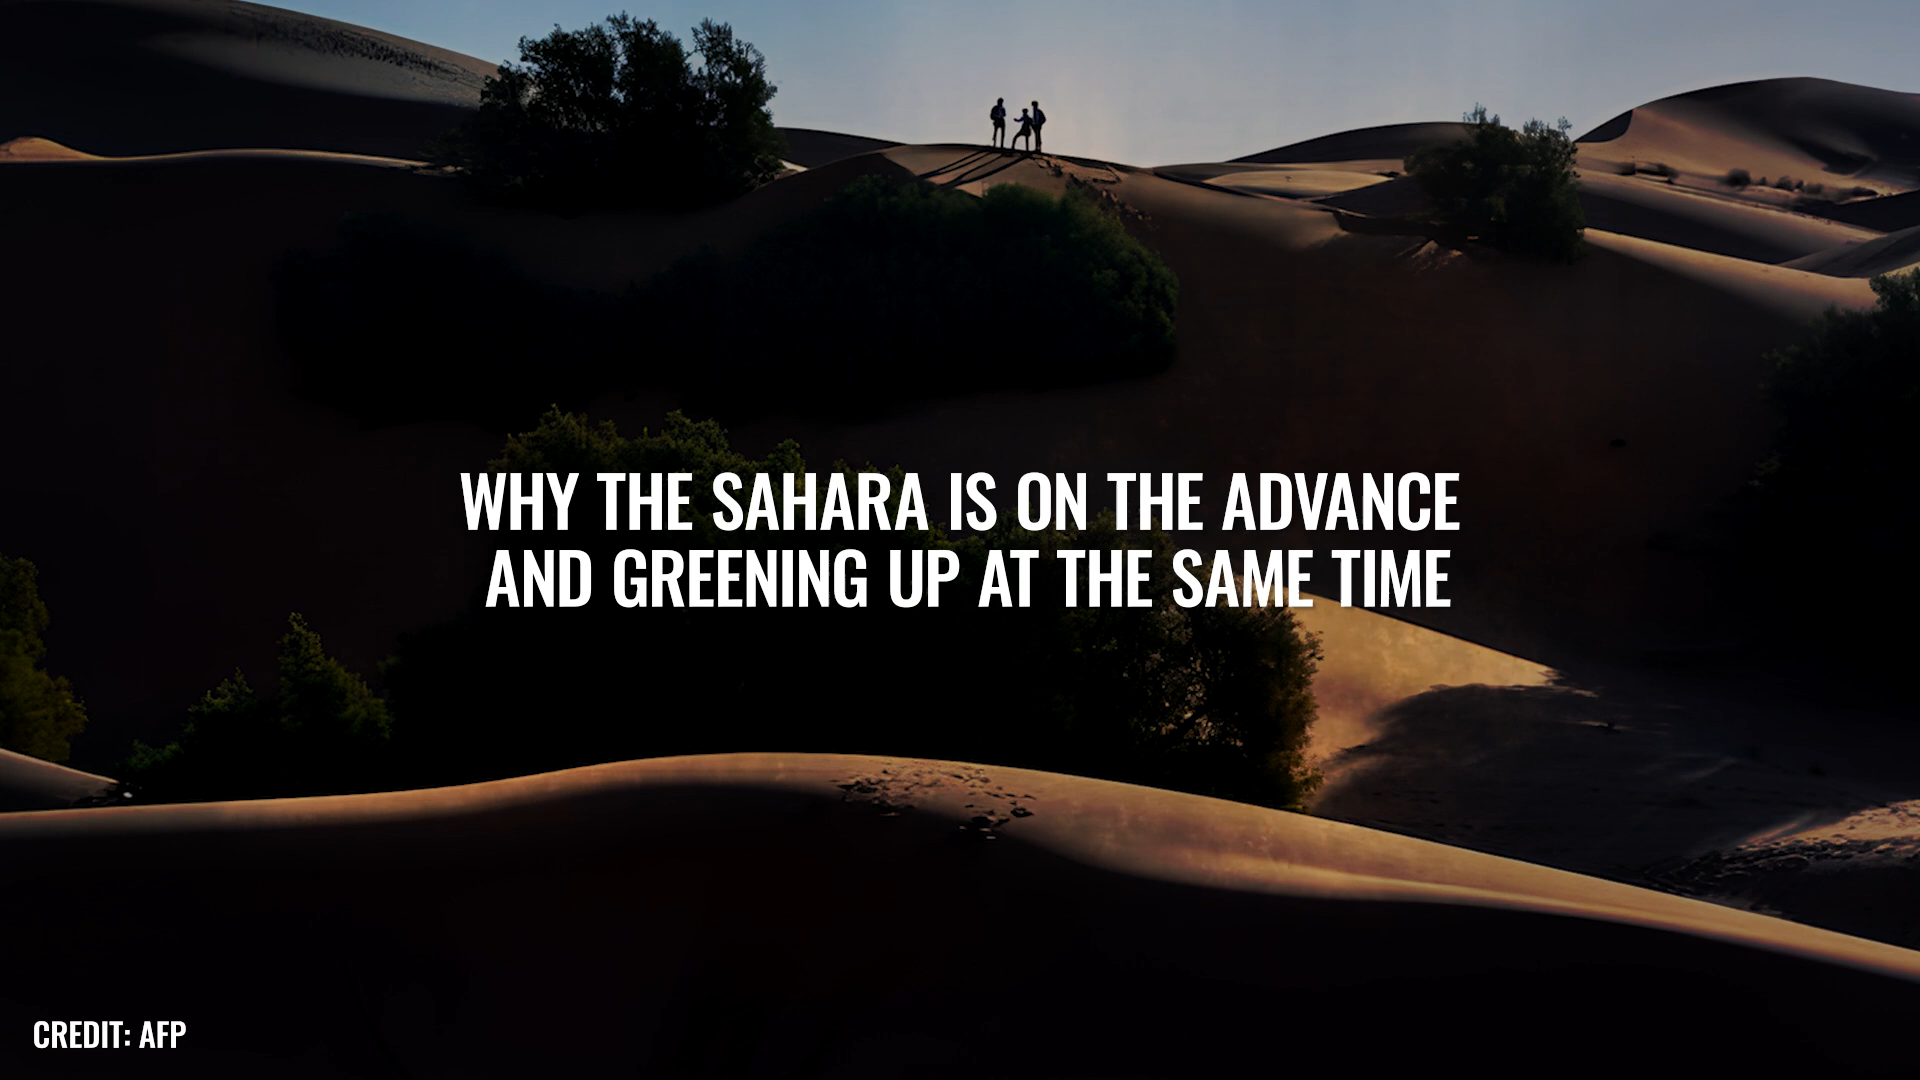 WHY THE SAHARA IS ON THE ADVANCE
AND GREENING UP AT THE SAME TIME
CREDIT: AFP